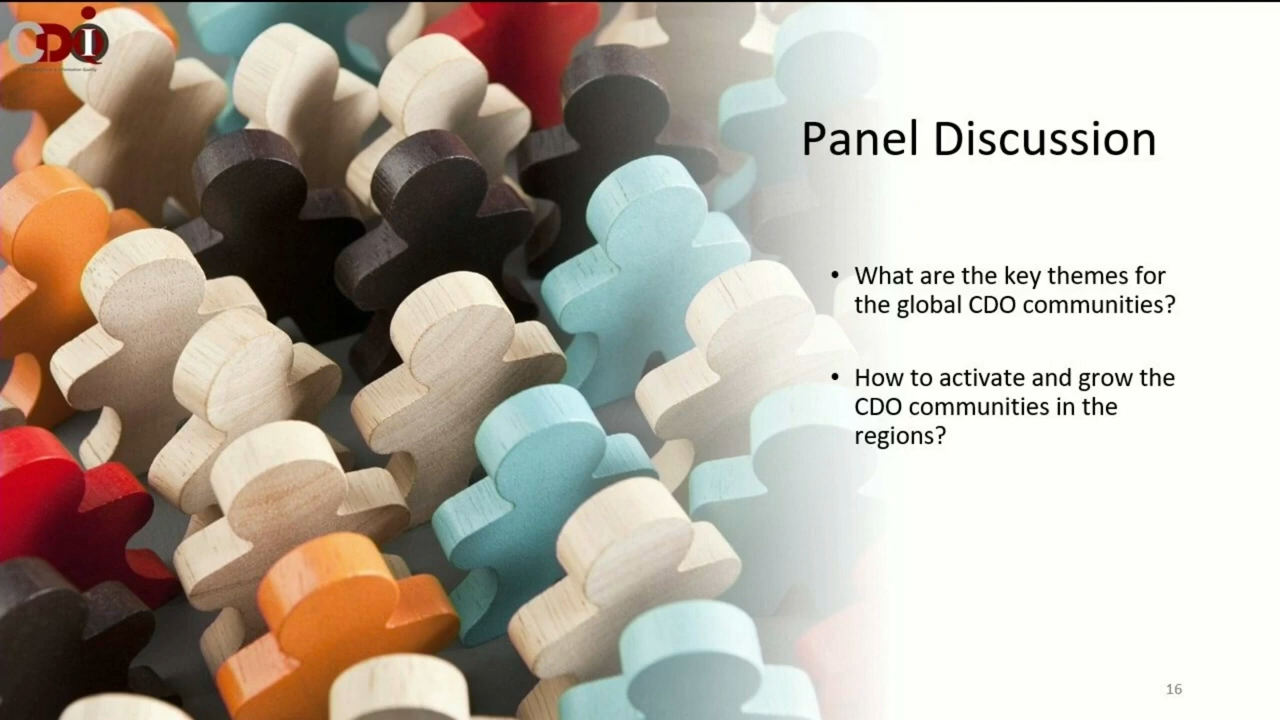 CDiQ
Panel Discussion
• What are the key themes for
the global CDO communities?
• How to activate and grow the
CDO communities in the
regions?
16